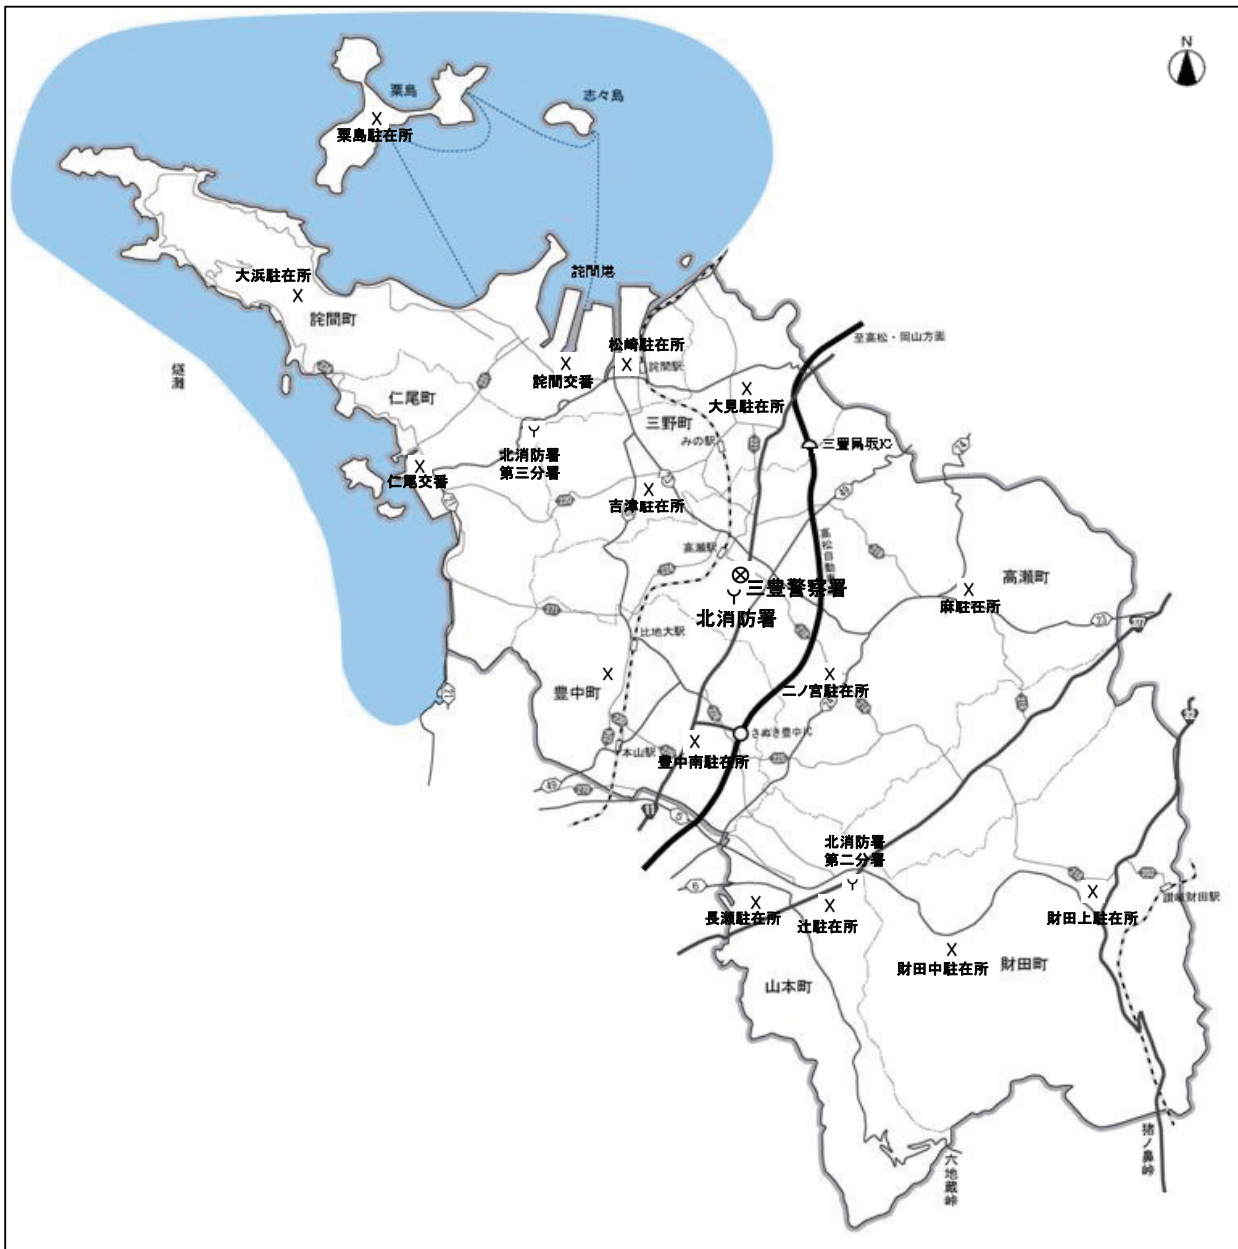 N
粟島
志々島
粟島駐在所
大浜駐在所
詫間港
詫間町
至高松・岡山方面
松崎駐在所
詫間駅
燧灘
詫間交番
仁尾町
大見駐在所
三野町
みの駅
三豊鳥坂IC
北消防署
第三分署
仁尾交番
吉津駐在所
高瀬駅
高松自動車
三豊警察署
高瀬町
北消防署
麻駐在所
比地大駅
二ノ宮駐在所
豊中町
さぬき豊中IC
本山駅
豊中南駐在所
49
24
23
21
32
49
5
11
6
北消防署
第二分署
讃岐財田駅
長瀬駐在所
辻駐在所
財田上駐在所
財田中駐在所
財田町
山本町
猪ノ鼻峠
六地蔵峠